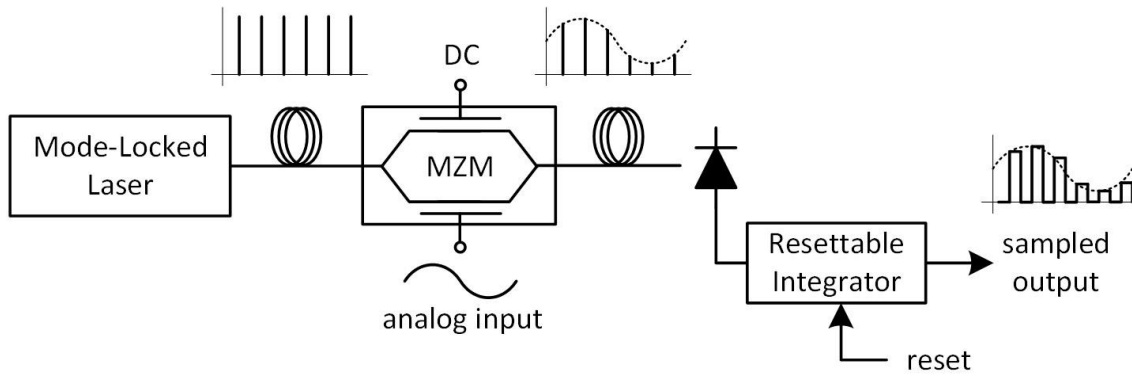 DC
Mode-Locked
Laser
MZM
analog input
Resettable
Integrator
sampled
output
reset